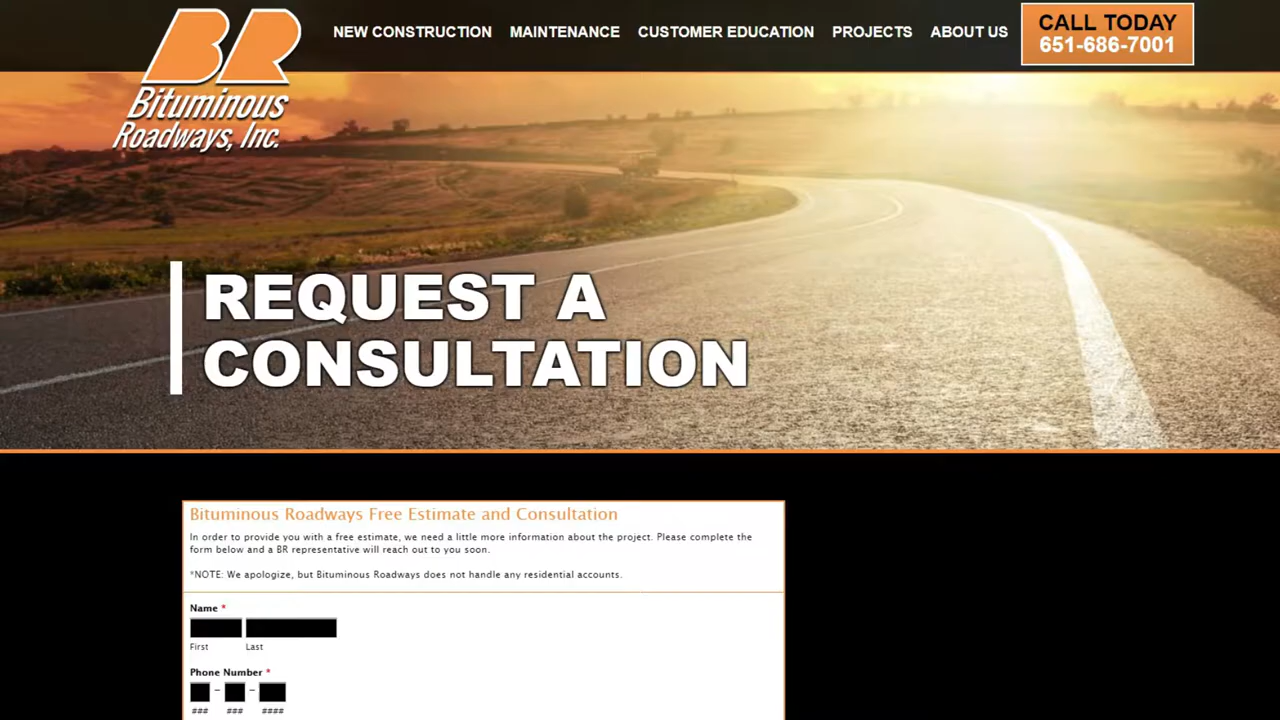 BR
Bituminous
Roadways, Inc.
NEW CONSTRUCTION MAINTENANCE CUSTOMER EDUCATION PROJECTS ABOUT US
CALL TODAY
651-686-7001
REQUEST A
CONSULTATION
Bituminous Roadways Free Estimate and Consultation
In order to provide you with a free estimate, we need a little more information about the project. Please complete the
form below and a BR representative will reach out to you soon.
*NOTE: We apologize, but Bituminous Roadways does not handle any residential accounts.
Name *
First Last
Phone Number *
- -
### ### ####